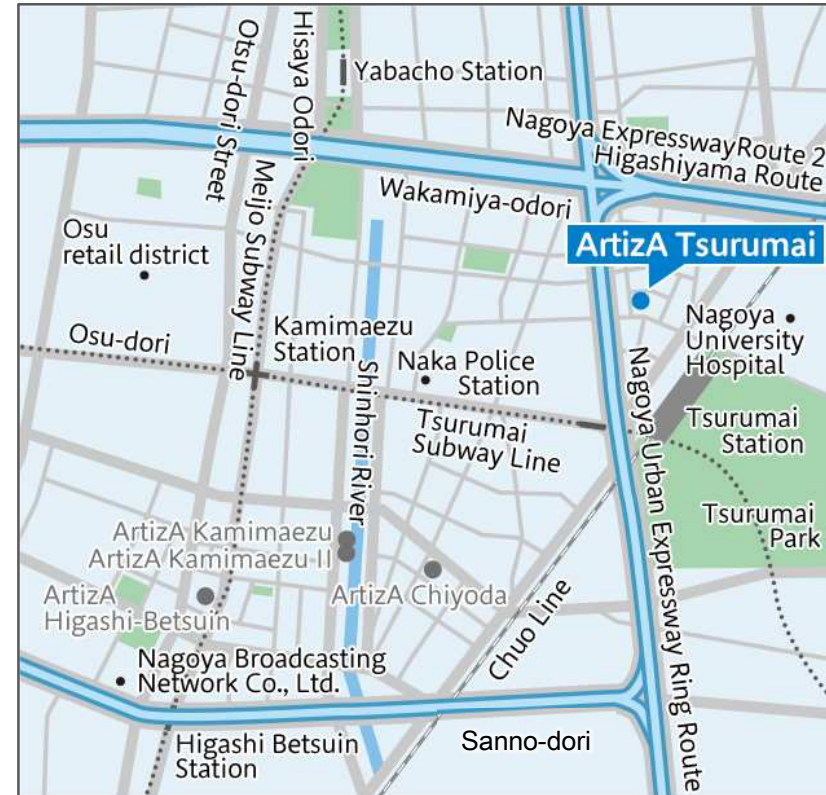 Yabacho Station
Hisaya Odori
Otsu-dori Street
Nagoya ExpresswayRoute 2
Higashiyama Route
Wakamiya-odori
Meijo Subway Line
Osu
retail district
ArtizA Tsurumai
Nagoya
University
Hospital
Osu-dori
Kamimaezu
Station
Shinhori River
Naka Police
Station
Tsurumai
Subway Line
Tsurumai
Station
Tsurumai
Park
Nagoya Urban Expressway Ring Route
ArtizA Kamimaezu
ArtizA Kamimaezu II
ArtizA Chiyoda
ArtizA
Higashi-Betsuin
Chuo Line
Nagoya Broadcasting
Network Co., Ltd.
Higashi Betsuin
Station
Sanno-dori